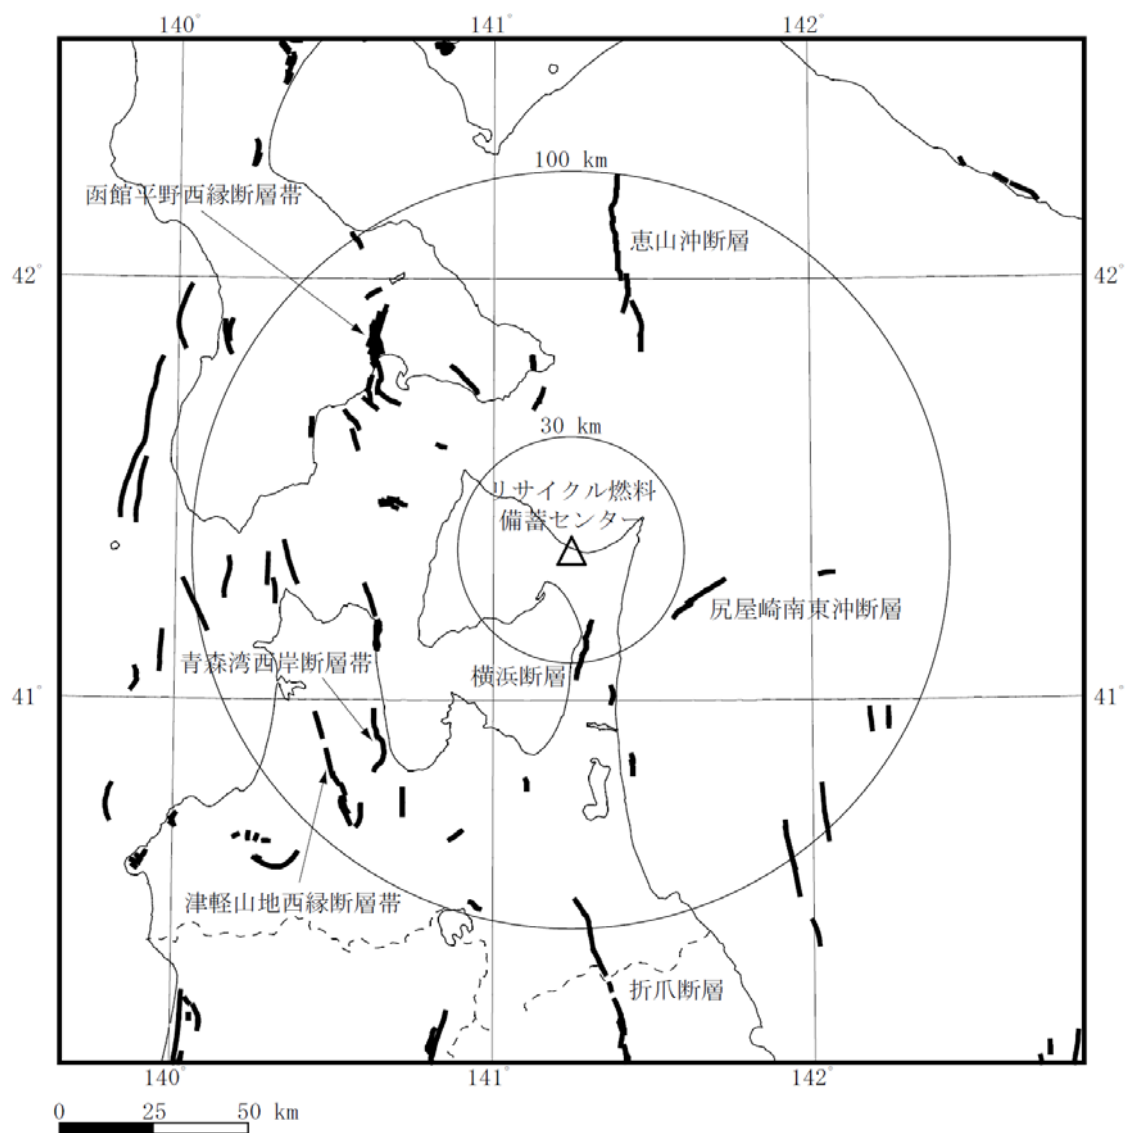 140°
141°
142°
100 km
函館平野西縁断層帯
恵山沖断層
42°
42°
30 km
リサイクル燃料
備蓄センター
尻屋崎南東沖断層
青森湾西岸断層帯
横浜断層
41°
41°
津軽山地西縁断層帯
折爪断層
140°
141°
142°
0 25 50 km